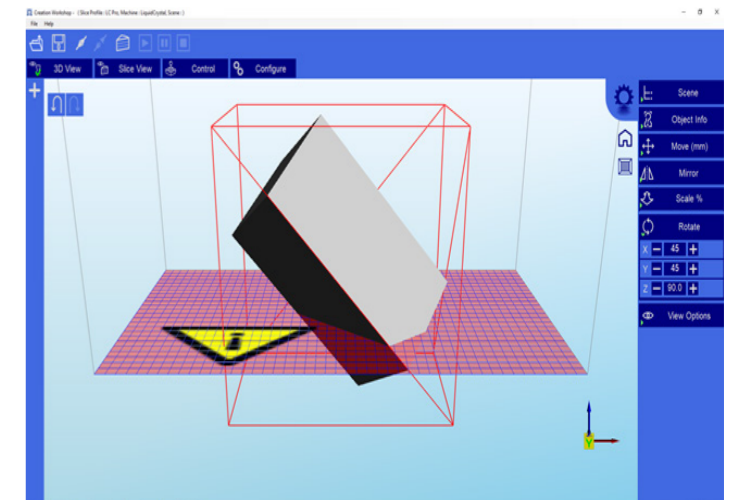 Creation Workshop - ( Slice Profile: LC Pro, Machine: LiquidCrystal, Scene: )
File Help
3D View Slice View Control Configure
Scene
Object Info
Move (mm)
Mirror
Scale %
Rotate
X 45
Y 45
Z 90.0
View Options
Y